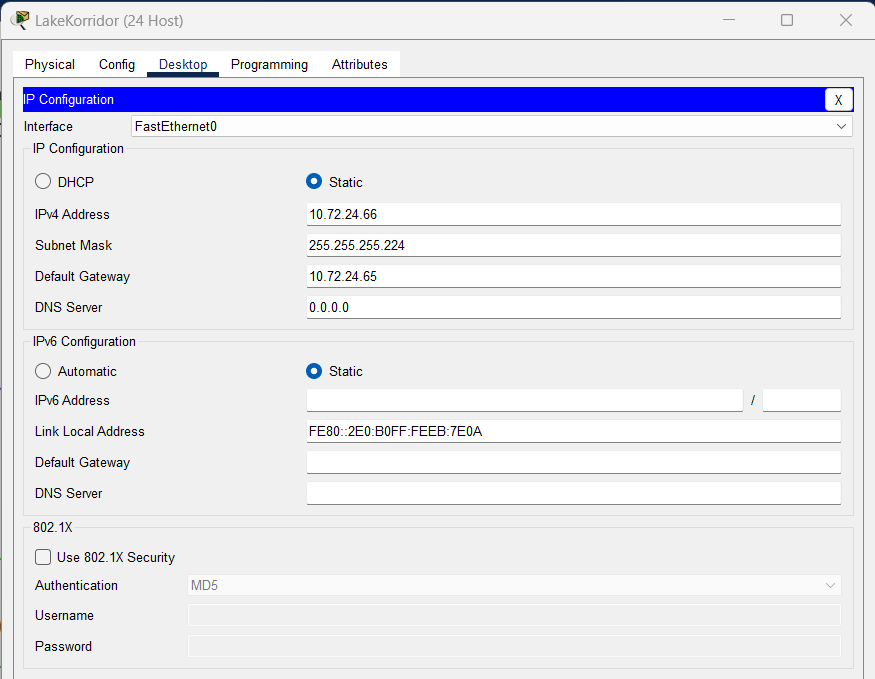 LakeKorridor (24 Host)
Physical Config Desktop Programming Attributes
IP Configuration X
Interface FastEthernet0
IP Configuration
DHCP Static
IPv4 Address 10.72.24.66
Subnet Mask 255.255.255.224
Default Gateway 10.72.24.65
DNS Server 0.0.0.0
IPv6 Configuration
Automatic Static
IPv6 Address /
Link Local Address FE80::2E0:B0FF:FEEB:7E0A
Default Gateway
DNS Server
802.1X
Use 802.1X Security
Authentication MD5
Username
Password